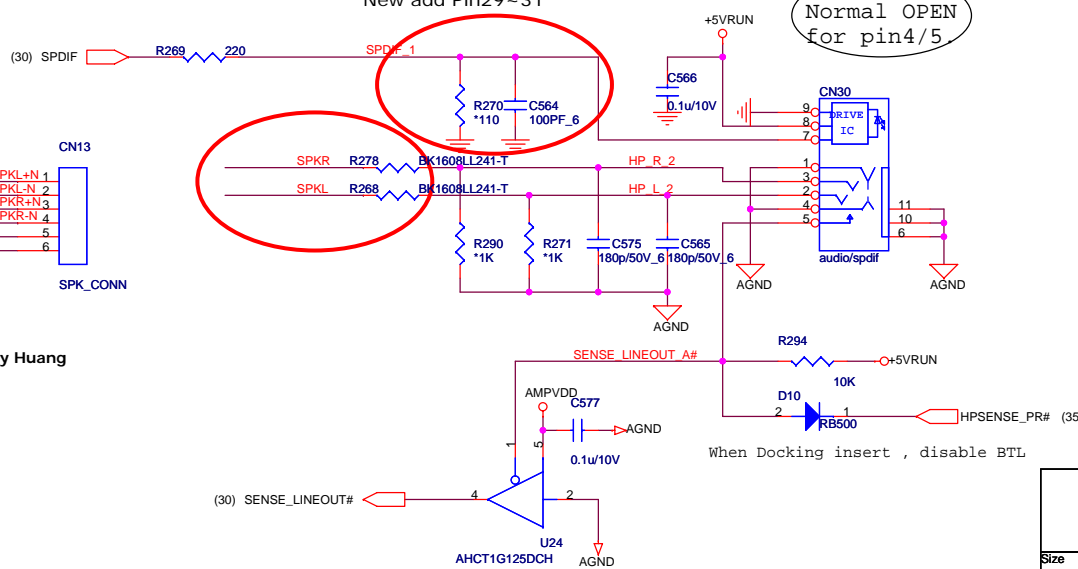 New add Pin29~31
+5VRUN
Normal OPEN
for pin4/5.
(30) SPDIF
R269
220
SPDIF_1
C566
0.1u/10V
CN30
R270
*110
C564
100PF_6
9
8
7
DRIVE
IC
CN13
SPKR
R278
BK1608LL241-T
HP_R_2
1
3
PKL+N 1
PKL-N 2
PKR+N 3
PKR-N 4
5
6
SPKL
R268
BK1608LL241-T
HP_L_2
2
4
5
11
10
6
R290
*1K
R271
*1K
C575
180p/50V_6
C565
180p/50V_6
audio/spdif
SPK_CONN
AGND
AGND
AGND
y Huang
R294
SENSE_LINEOUT_A#
+5VRUN
10K
AMPVDD
C577
D10
2
1
RB500
HPSENSE_PR# (35
AGND
1
5
0.1u/10V
When Docking insert , disable BTL
(30) SENSE_LINEOUT#
4
2
U24
AHCT1G125DCH
AGND
Size